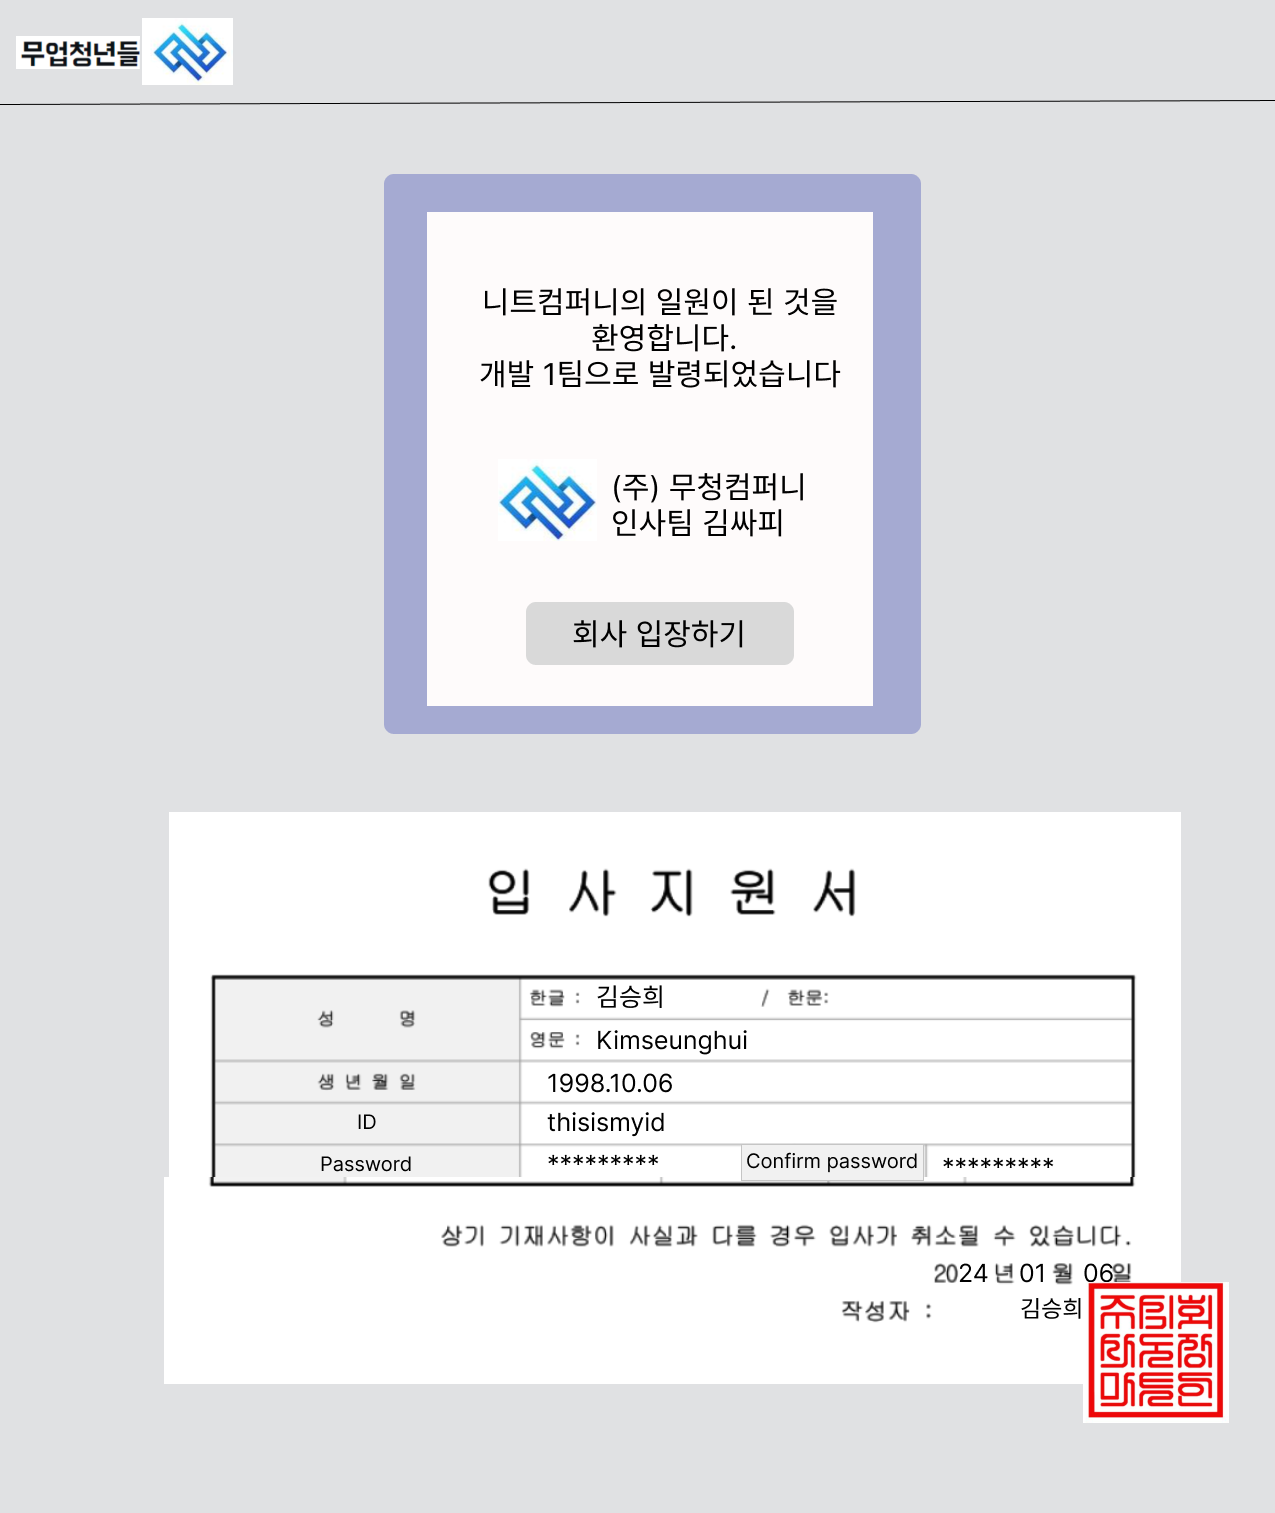 무업청년들
니트컴퍼니의 일원이 된 것을
환영합니다.
개발 1팀으로 발령되었습니다
(주) 무청컴퍼니
인사팀 김싸피
회사 입장하기
입 사 지 원 서
성 명
한글 : 김승희 / 한문:
영문 : Kimseunghui
생 년 월 일 1998.10.06
ID thisismyid
Password ********* Confirm password *********
상기 기재사항이 사실과 다를 경우 입사가 취소될 수 있습니다.
2024 년 01 월 06일
작성자 : 김승희